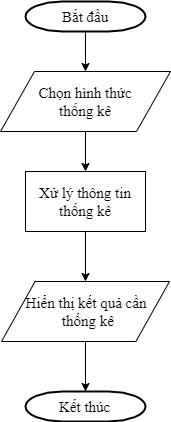 Bắt đầu
Chọn hình thức
thống kê
Xử lý thông tin
thống kê
Hiển thị kết quả cần
thống kê
Kết thúc